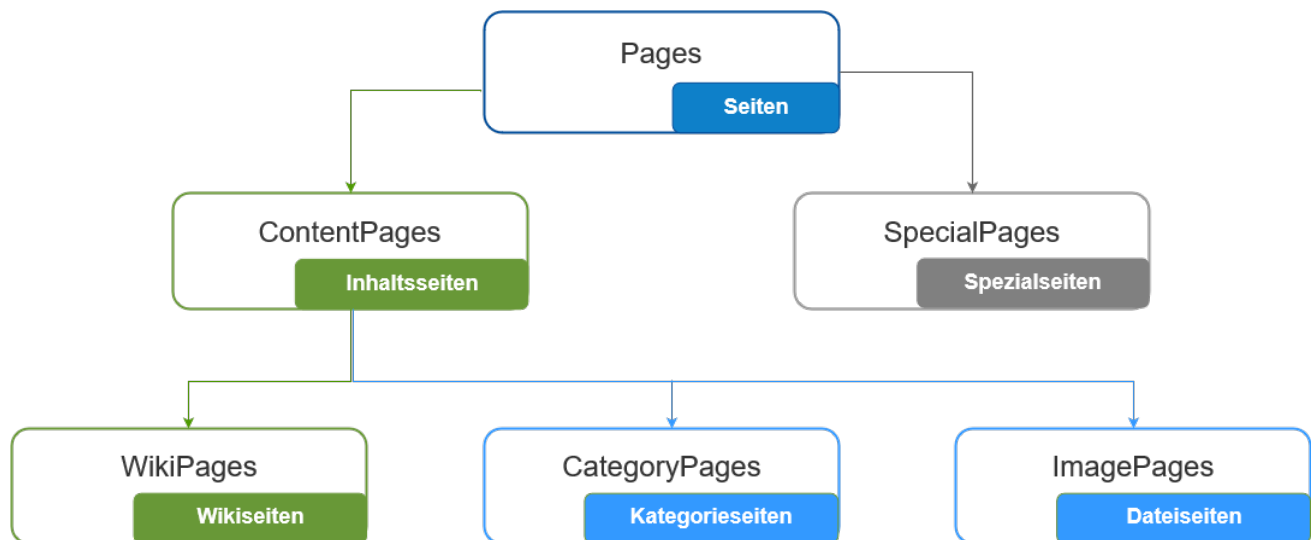 Pages
Seiten
ContentPages
Inhaltsseiten
SpecialPages
Spezialseiten
WikiPages
Wikiseiten
CategoryPages
Kategorieseiten
ImagePages
Dateiseiten